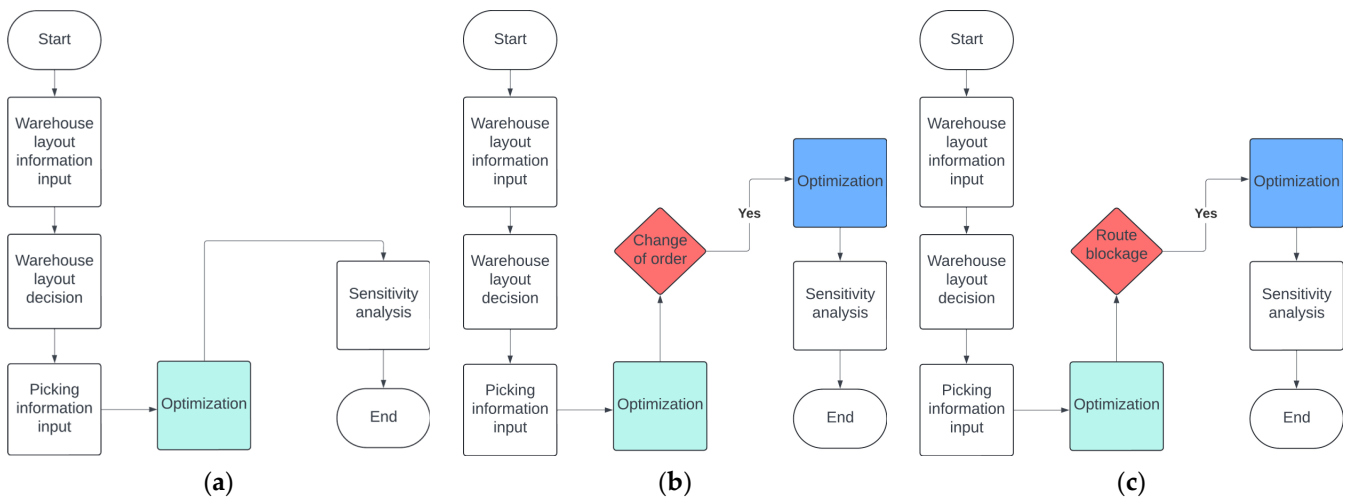 Start
Warehouse
layout
information
input
Warehouse
layout
decision
Picking
information
input
Optimization
Sensitivity
analysis
End
(a)
Start
Warehouse
layout
information
input
Warehouse
layout
decision
Picking
information
input
Optimization
Change
of order
Yes
Optimization
Sensitivity
analysis
End
(b)
Start
Warehouse
layout
information
input
Warehouse
layout
decision
Picking
information
input
Optimization
Route
blockage
Yes
Optimization
Sensitivity
analysis
End
(c)